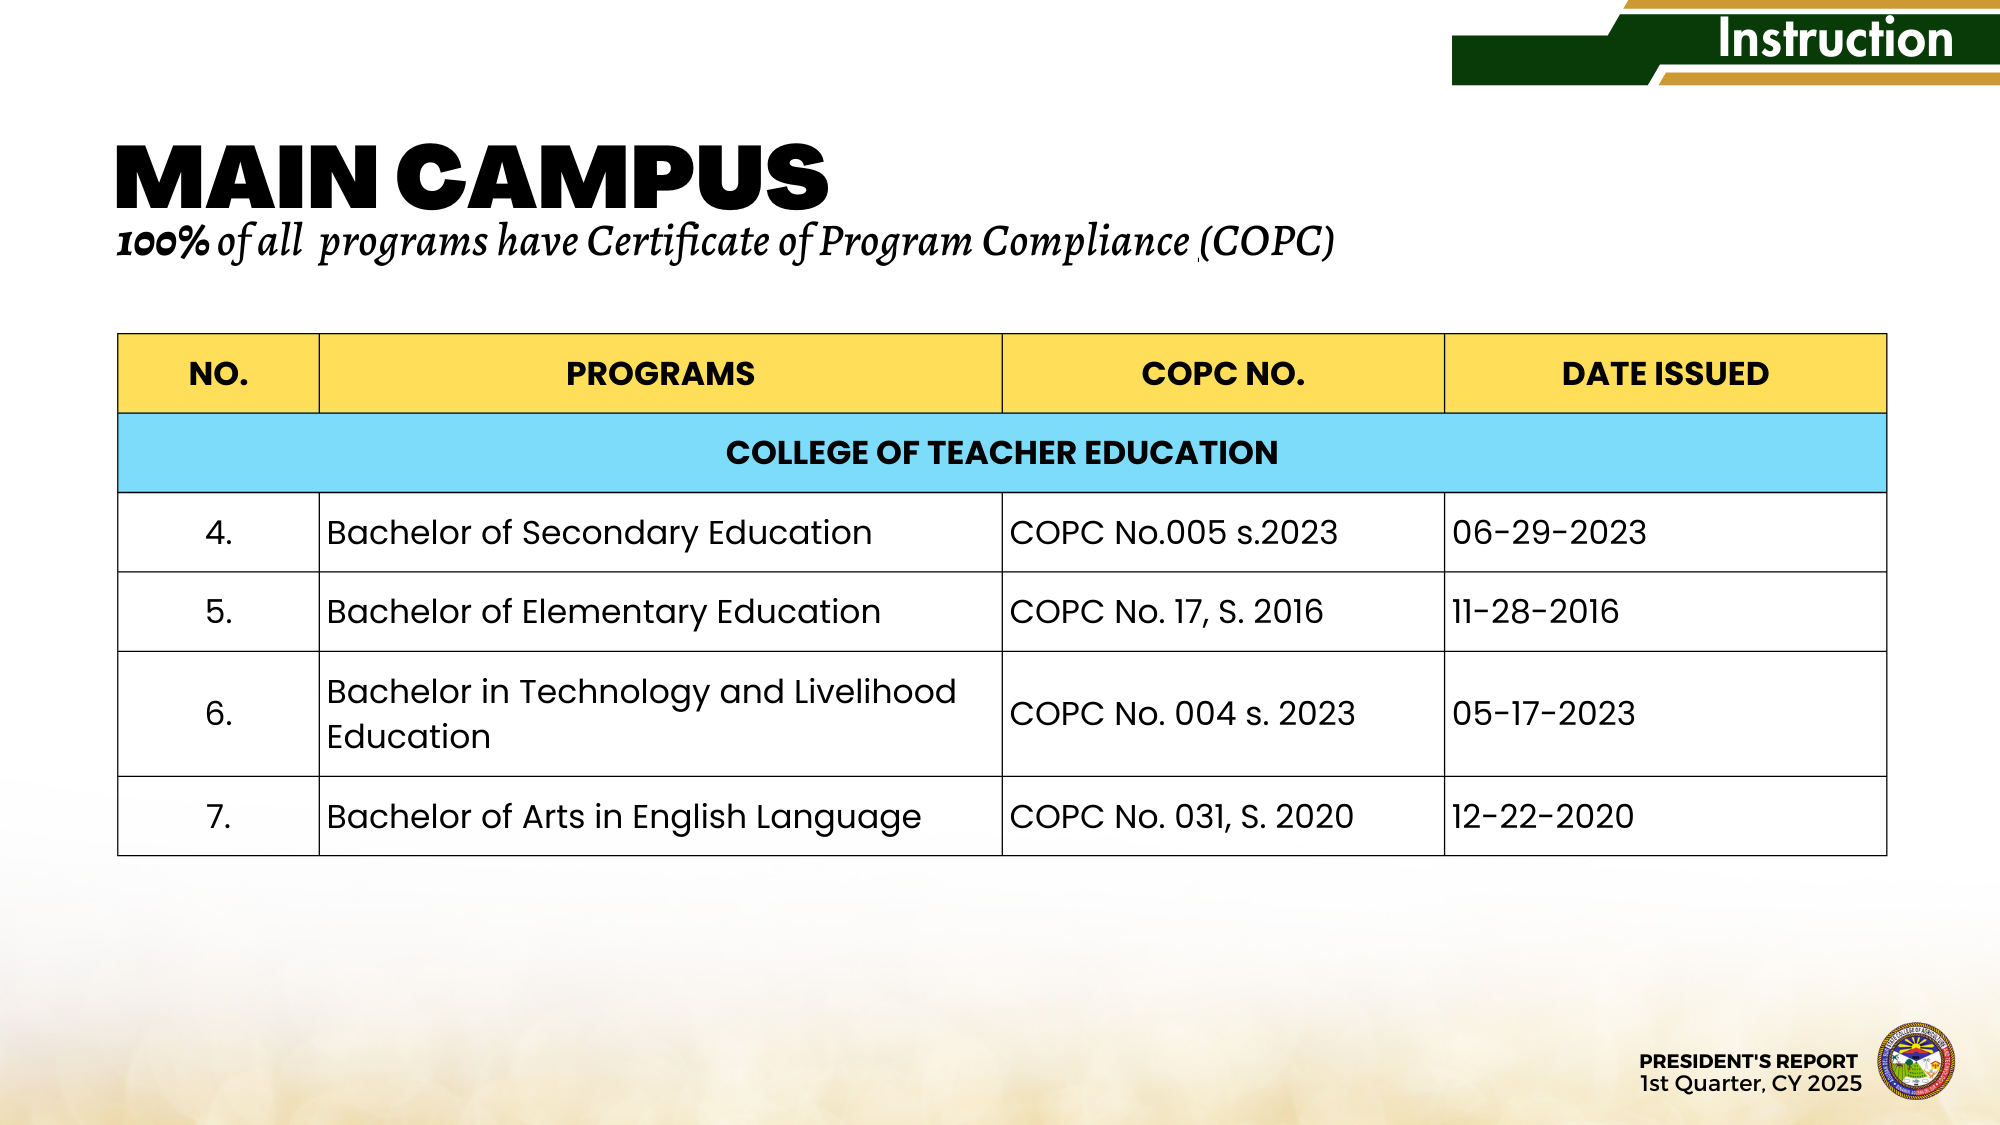 Instruction
MAIN CAMPUS
100% of all programs have Certificate of Program Compliance (COPC)
NO. PROGRAMS COPC NO. DATE ISSUED
COLLEGE OF TEACHER EDUCATION
4. Bachelor of Secondary Education COPC No.005 s.2023 06-29-2023
5. Bachelor of Elementary Education COPC No. 17, S. 2016 11-28-2016
6. Bachelor in Technology and Livelihood
Education COPC No. 004 s. 2023 05-17-2023
7. Bachelor of Arts in English Language COPC No. 031, S. 2020 12-22-2020
PRESIDENT'S REPORT
1st Quarter, CY 2025